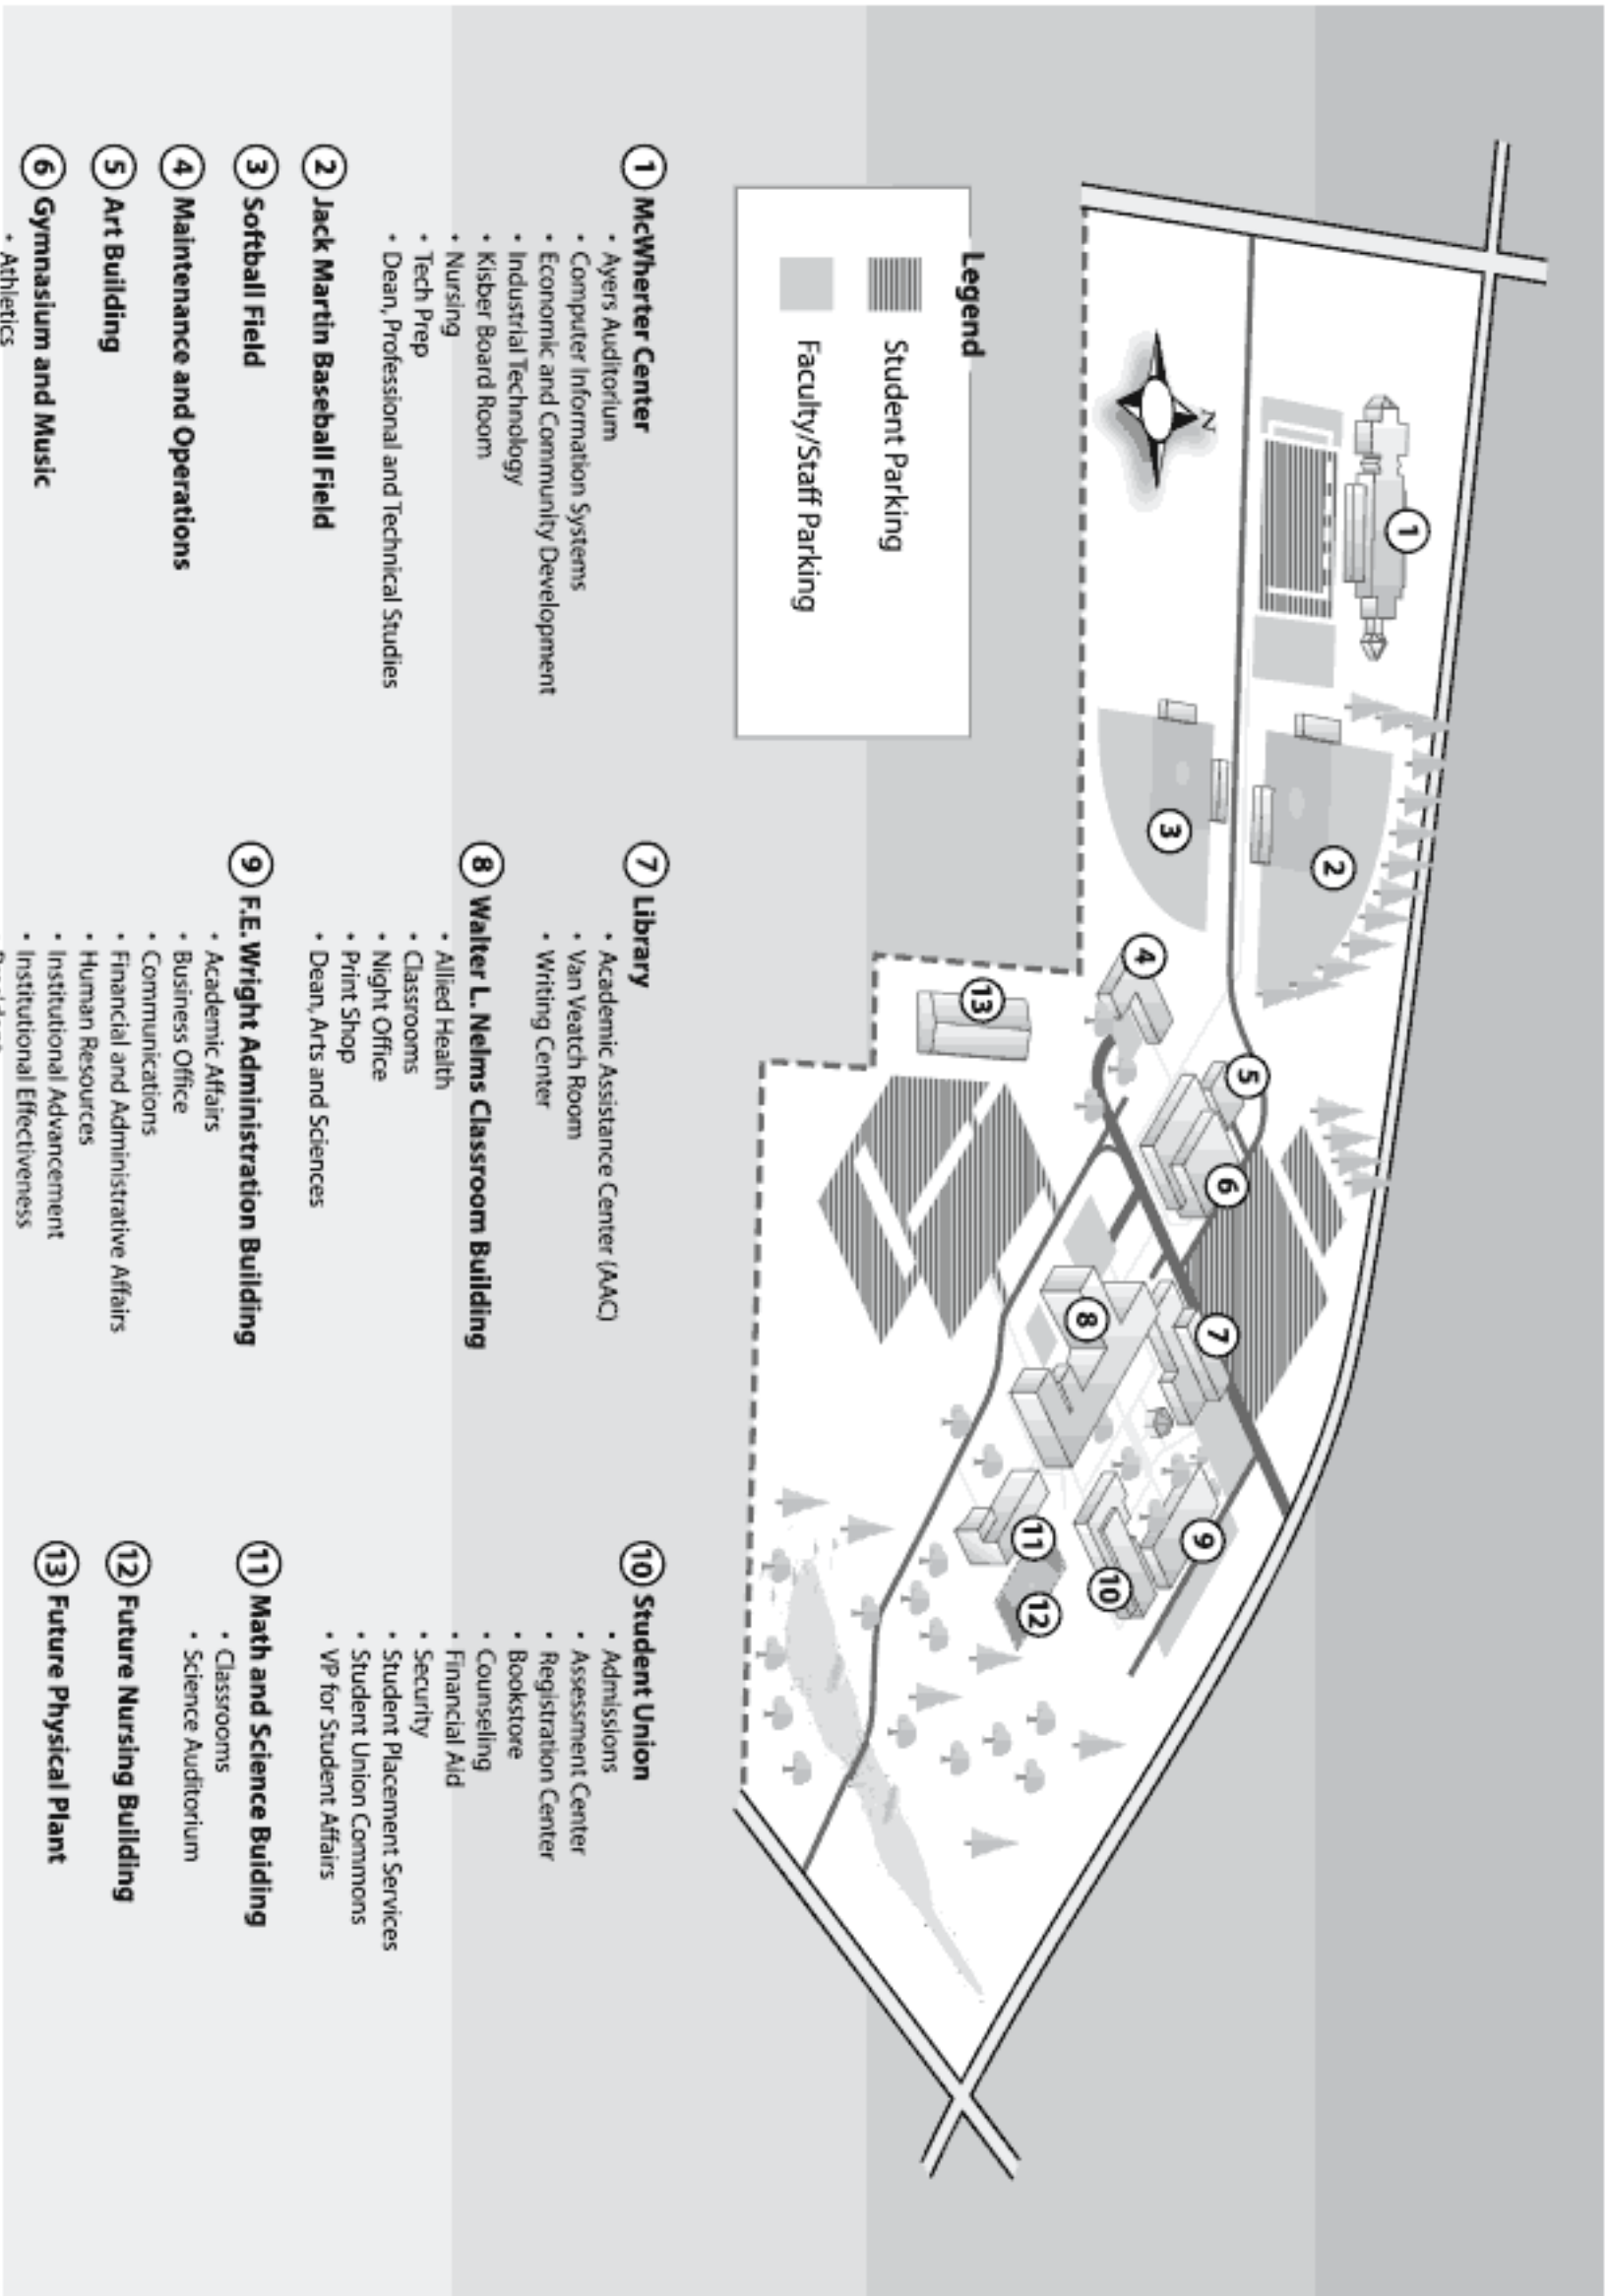 N
1
2
3
4
5
6
7
8
9
10
11
12
13
Legend
Student Parking
Faculty/Staff Parking
1 McWherter Center
• Ayers Auditorium
• Computer Information Systems
• Economic and Community Development
• Industrial Technology
• Kisber Board Room
• Nursing
• Tech Prep
• Dean, Professional and Technical Studies
2 Jack Martin Baseball Field
3 Softball Field
4 Maintenance and Operations
5 Art Building
6 Gymnasium and Music
• Athletics
7 Library
• Academic Assistance Center (AAC)
• Van Veatch Room
• Writing Center
8 Walter L. Nelms Classroom Building
• Allied Health
• Classrooms
• Night Office
• Print Shop
• Dean, Arts and Sciences
9 F.E. Wright Administration Building
• Academic Affairs
• Business Office
• Communications
• Financial and Administrative Affairs
• Human Resources
• Institutional Advancement
• Institutional Effectiveness
10 Student Union
• Admissions
• Assessment Center
• Registration Center
• Bookstore
• Counseling
• Financial Aid
• Security
• Student Placement Services
• Student Union Commons
• VP for Student Affairs
11 Math and Science Buiding
• Classrooms
• Science Auditorium
12 Future Nursing Building
13 Future Physical Plant